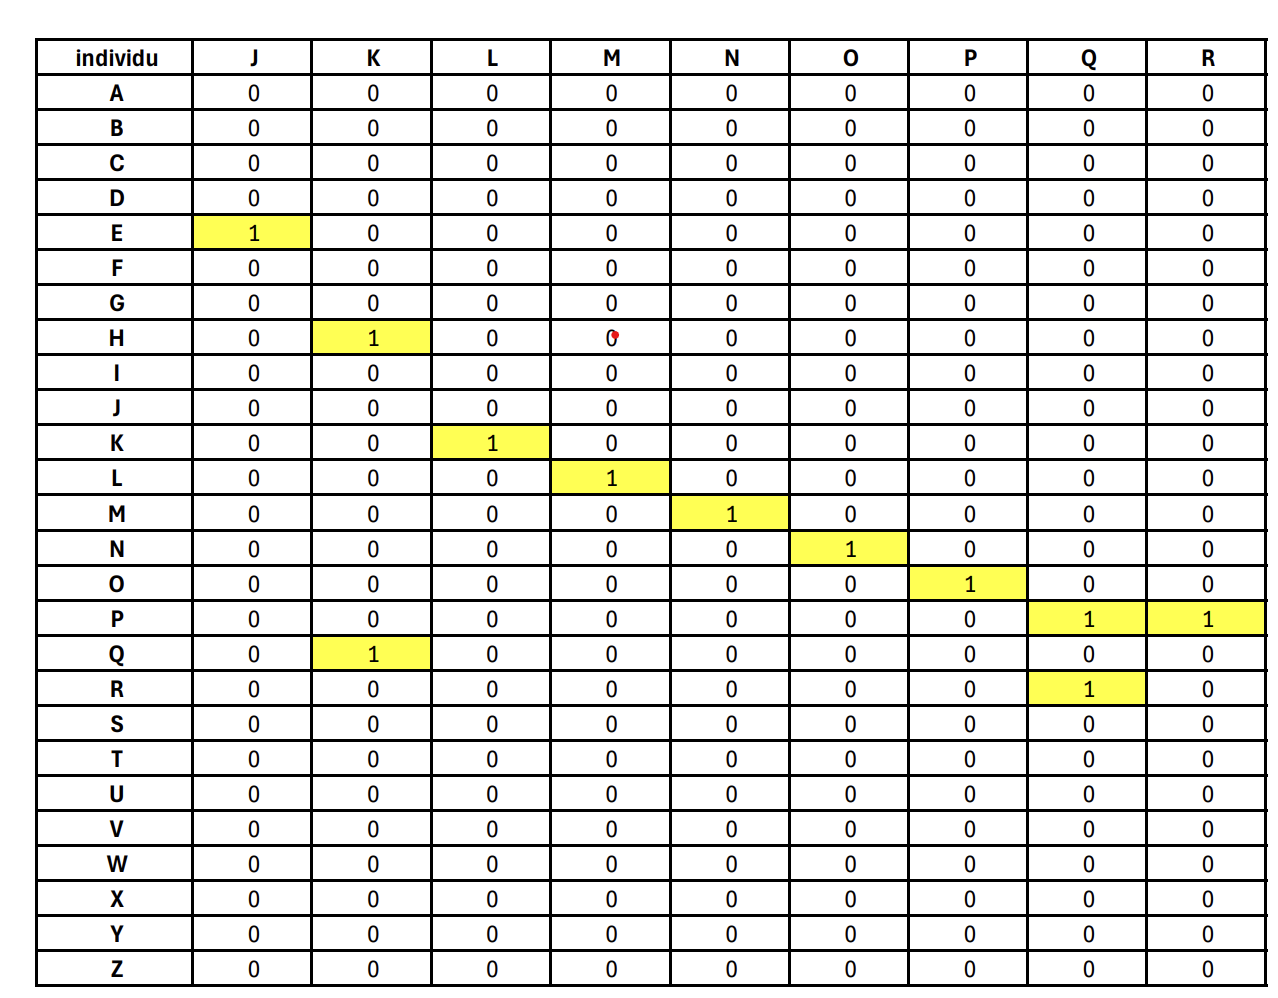 individu J K L M N O P Q R
A 0 0 0 0 0 0 0 0 0
B 0 0 0 0 0 0 0 0 0
C 0 0 0 0 0 0 0 0 0
D 0 0 0 0 0 0 0 0 0
E 1 0 0 0 0 0 0 0 0
F 0 0 0 0 0 0 0 0 0
G 0 0 0 0 0 0 0 0 0
H 0 1 0 0 0 0 0 0 0
I 0 0 0 0 0 0 0 0 0
J 0 0 0 0 0 0 0 0 0
K 0 0 1 0 0 0 0 0 0
L 0 0 0 1 0 0 0 0 0
M 0 0 0 0 1 0 0 0 0
N 0 0 0 0 0 1 0 0 0
O 0 0 0 0 0 0 1 0 0
P 0 0 0 0 0 0 0 1 1
Q 0 1 0 0 0 0 0 0 0
R 0 0 0 0 0 0 0 1 0
S 0 0 0 0 0 0 0 0 0
T 0 0 0 0 0 0 0 0 0
U 0 0 0 0 0 0 0 0 0
V 0 0 0 0 0 0 0 0 0
W 0 0 0 0 0 0 0 0 0
X 0 0 0 0 0 0 0 0 0
Y 0 0 0 0 0 0 0 0 0
Z 0 0 0 0 0 0 0 0 0